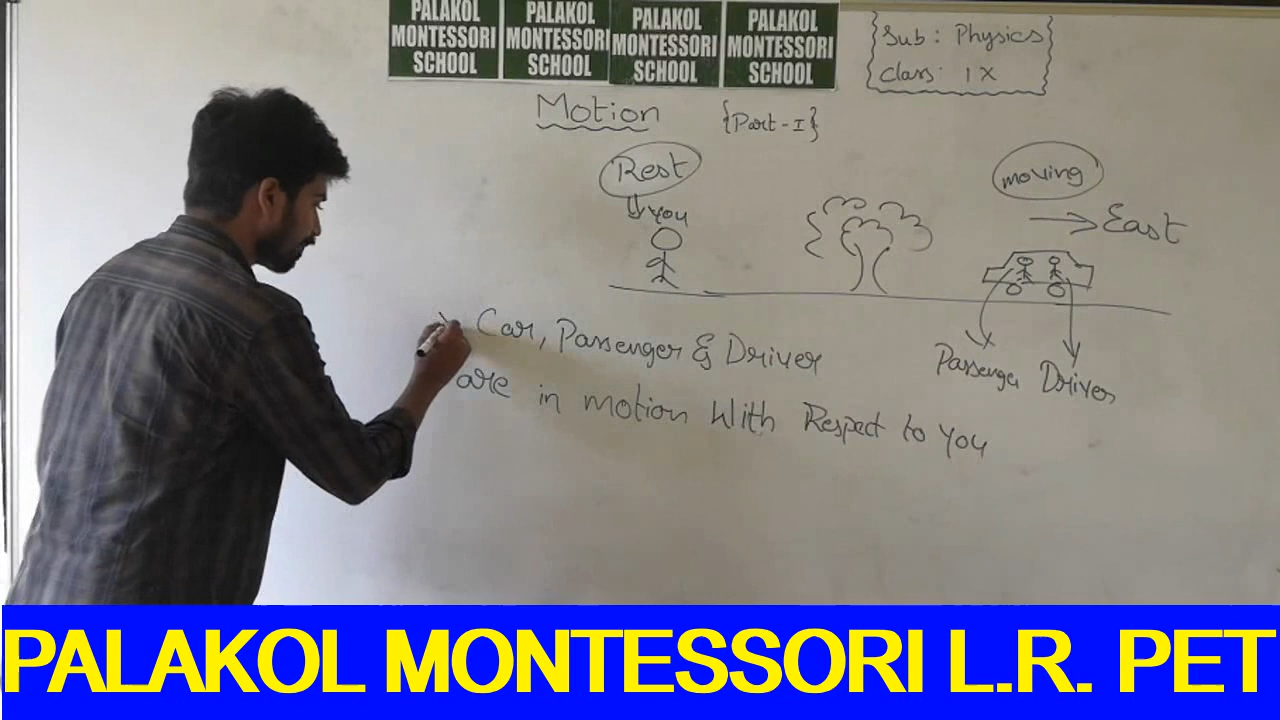 PALAKOL MONTESSORI SCHOOL
PALAKOL MONTESSORI SCHOOL
PALAKOL MONTESSORI SCHOOL
PALAKOL MONTESSORI SCHOOL
Sub : Physics
Class: IX
Motion {Part-I}
Rest
moving
you
East
Car, Passenger & Driver
are in motion With Respect to you
Passenger Driver
PALAKOL MONTESSORI L.R. PET